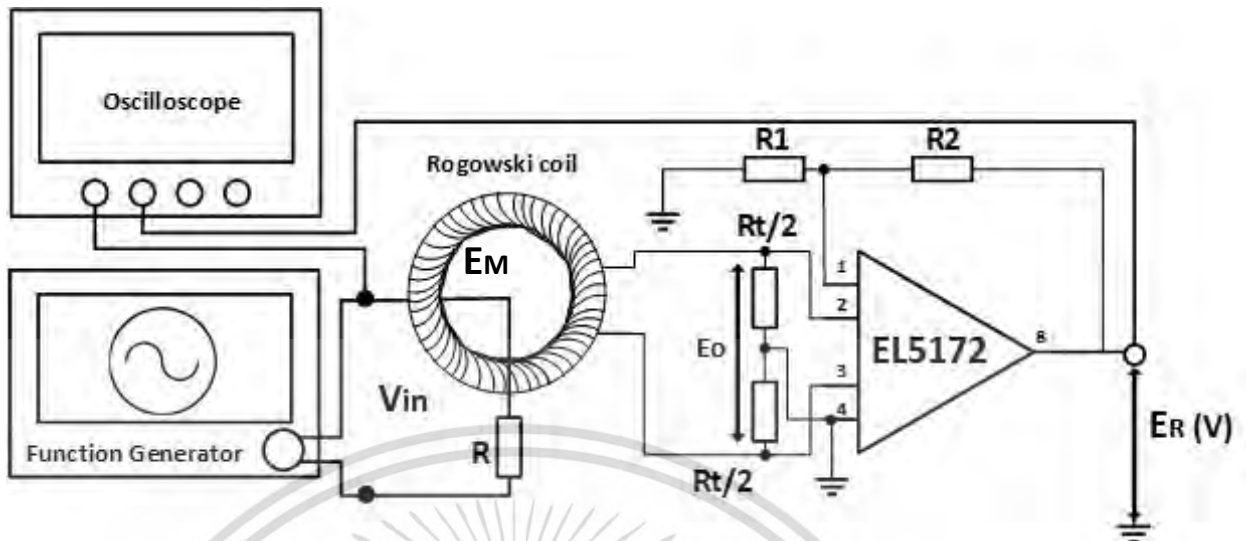 Oscilloscope
Rogowski coil
R1
R2
EM
Rt/2
1
2
Eo
EL5172
8
3
4
Vin
ER (V)
Function Generator
R
Rt/2